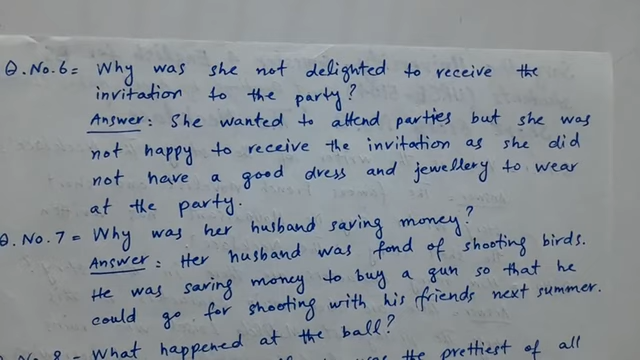 Q. No. 6 = Why was she not delighted to receive the
invitation to the party?
Answer: She wanted to attend parties but she was
not happy to receive the invitation as she did
not have a good dress and jewellery to wear
at the party.
Q. No. 7 = Why was her husband saving money?
Answer: Her husband was fond of shooting birds.
He was saving money to buy a gun so that he
could go for shooting with his friends next summer.
No. 8 = What happened at the ball?
was the prettiest of all